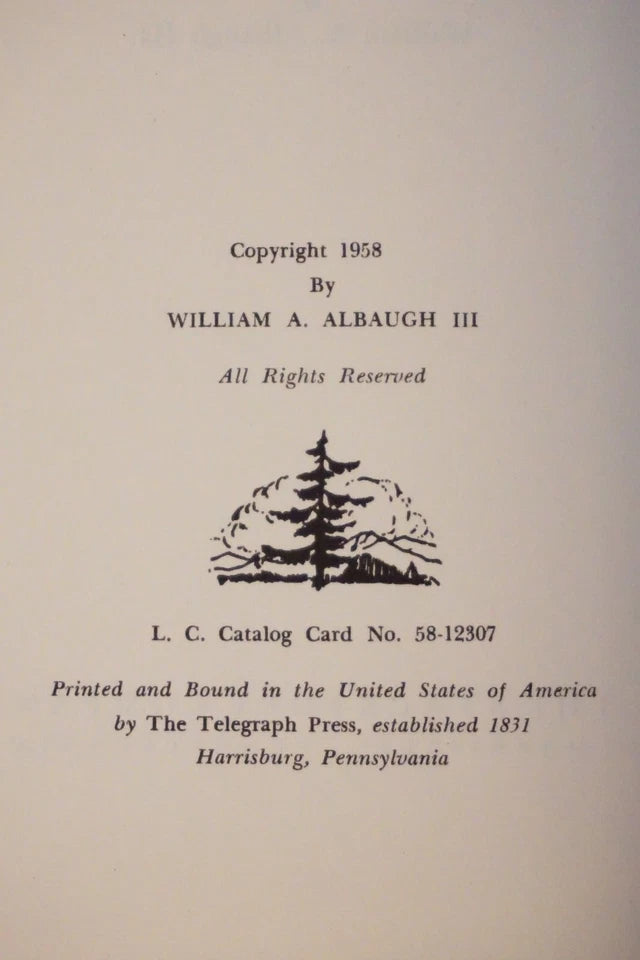 Copyright 1958
By
WILLIAM A. ALBAUGH III
All Rights Reserved
L. C. Catalog Card No. 58-12307
Printed and Bound in the United States of America
by The Telegraph Press, established 1831
Harrisburg, Pennsylvania